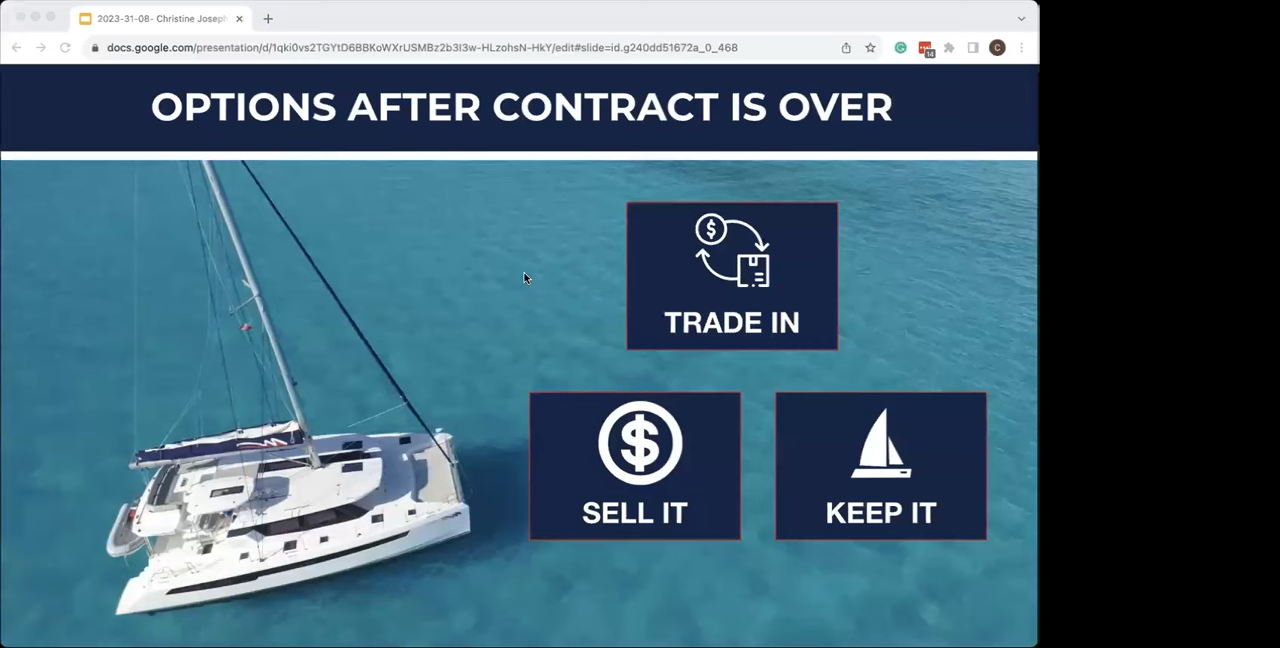 2023-31-08- Christine Joseph
docs.google.com/presentation/d/1qki0vs2TGYtD6BBKoWXrUSMBz2b3I3w-HLzohsN-HkY/edit#slide=id.g240dd51672a_0_468
14
C
OPTIONS AFTER CONTRACT IS OVER
$
TRADE IN
$
SELL IT
KEEP IT